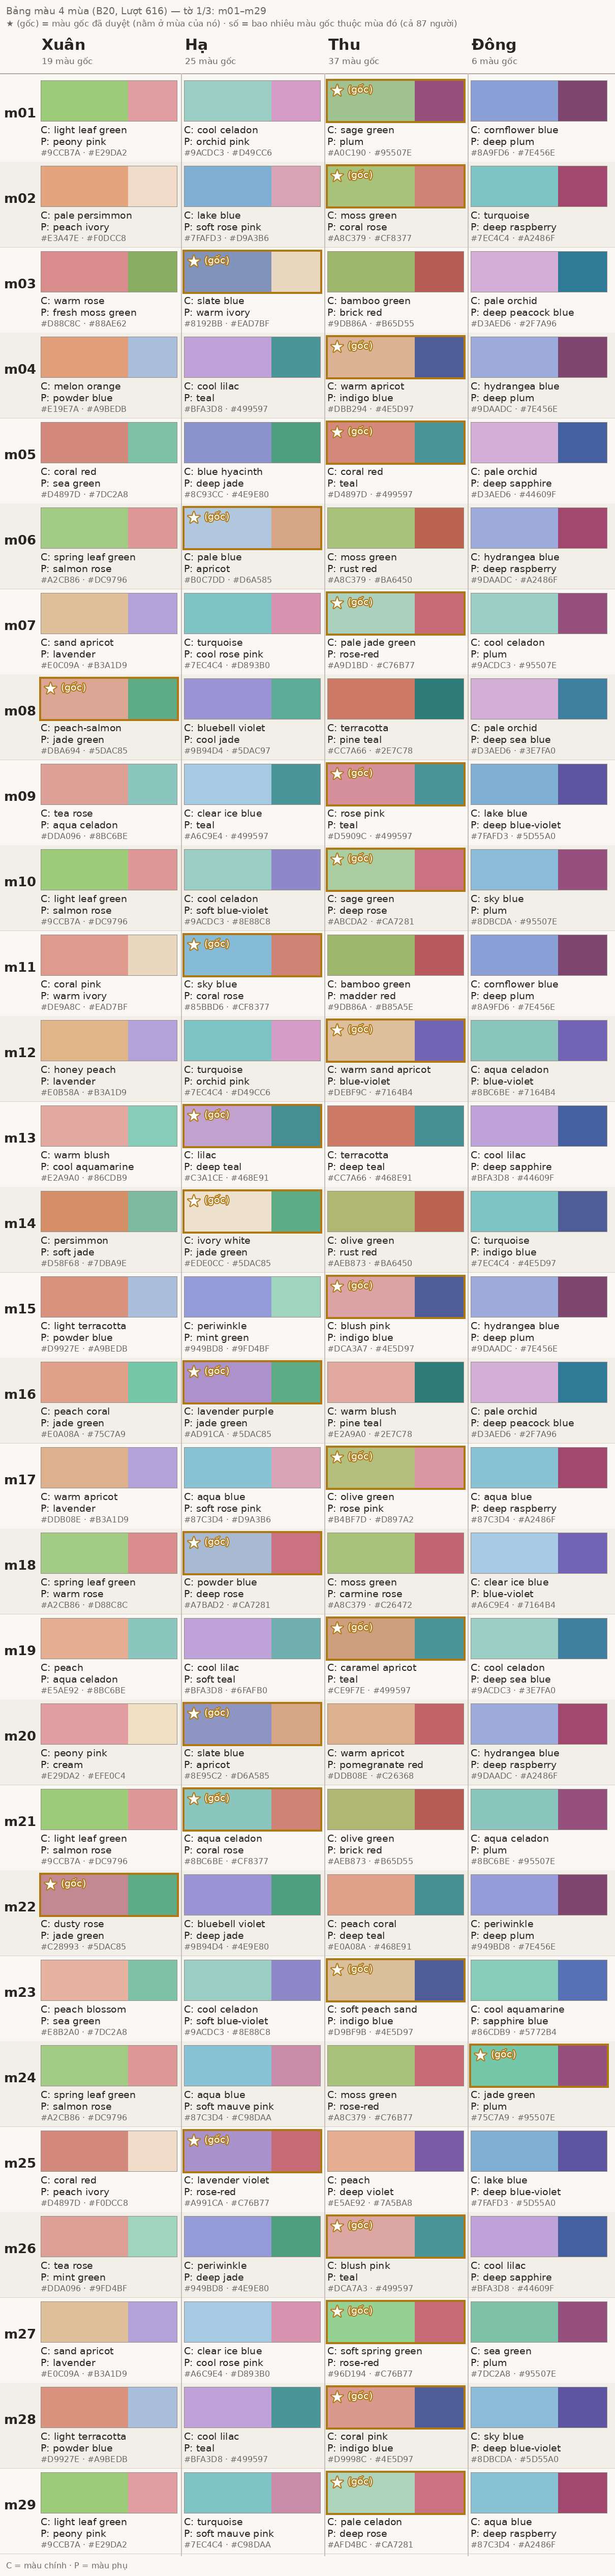 Bảng màu 4 mùa (B20, Lượt 616) — tờ 1/3: m01–m29
★ (gốc) = màu gốc đã duyệt (nằm ở mùa của nó) · số = bao nhiêu màu gốc thuộc mùa đó (cả 87 người)
Xuân Hạ Thu Đông
19 màu gốc 25 màu gốc 37 màu gốc 6 màu gốc
★ (gốc)
m01
C: light leaf green C: cool celadon C: sage green C: cornflower blue
P: peony pink P: orchid pink P: plum P: deep plum
#9CCB7A · #E29DA2 #9ACDC3 · #D49CC6 #A0C190 · #95507E #8A9FD6 · #7E456E
★ (gốc)
m02
C: pale persimmon C: lake blue C: moss green C: turquoise
P: peach ivory P: soft rose pink P: coral rose P: deep raspberry
#E3A47E · #F0DCC8 #7FAFD3 · #D9A3B6 #A8C379 · #CF8377 #7EC4C4 · #A2486F
★ (gốc)
m03
C: warm rose C: slate blue C: bamboo green C: pale orchid
P: fresh moss green P: warm ivory P: brick red P: deep peacock blue
#D88C8C · #88AE62 #8192BB · #EAD7BF #9DB86A · #B65D55 #D3AED6 · #2F7A96
★ (gốc)
m04
C: melon orange C: cool lilac C: warm apricot C: hydrangea blue
P: powder blue P: teal P: indigo blue P: deep plum
#E19E7A · #A9BEDB #BFA3D8 · #499597 #DBB294 · #4E5D97 #9DAADC · #7E456E
★ (gốc)
m05
C: coral red C: blue hyacinth C: coral red C: pale orchid
P: sea green P: deep jade P: teal P: deep sapphire
#D4897D · #7DC2A8 #8C93CC · #4E9E80 #D4897D · #499597 #D3AED6 · #44609F
★ (gốc)
m06
C: spring leaf green C: pale blue C: moss green C: hydrangea blue
P: salmon rose P: apricot P: rust red P: deep raspberry
#A2CB86 · #DC9796 #B0C7DD · #D6A585 #A8C379 · #BA6450 #9DAADC · #A2486F
★ (gốc)
m07
C: sand apricot C: turquoise C: pale jade green C: cool celadon
P: lavender P: cool rose pink P: rose-red P: plum
#E0C09A · #B3A1D9 #7EC4C4 · #D893B0 #A9D1BD · #C76B77 #9ACDC3 · #95507E
★ (gốc)
m08
C: peach-salmon C: bluebell violet C: terracotta C: pale orchid
P: jade green P: cool jade P: pine teal P: deep sea blue
#DBA694 · #5DAC85 #9B94D4 · #5DAC97 #CC7A66 · #2E7C78 #D3AED6 · #3E7FA0
★ (gốc)
m09
C: tea rose C: clear ice blue C: rose pink C: lake blue
P: aqua celadon P: teal P: teal P: deep blue-violet
#DDA096 · #8BC6BE #A6C9E4 · #499597 #D5909C · #499597 #7FAFD3 · #5D55A0
★ (gốc)
m10
C: light leaf green C: cool celadon C: sage green C: sky blue
P: salmon rose P: soft blue-violet P: deep rose P: plum
#9CCB7A · #DC9796 #9ACDC3 · #8E88C8 #ABCDA2 · #CA7281 #8DBCDA · #95507E
★ (gốc)
m11
C: coral pink C: sky blue C: bamboo green C: cornflower blue
P: warm ivory P: coral rose P: madder red P: deep plum
#DE9A8C · #EAD7BF #85BBD6 · #CF8377 #9DB86A · #B85A5E #8A9FD6 · #7E456E
★ (gốc)
m12
C: honey peach C: turquoise C: warm sand apricot C: aqua celadon
P: lavender P: orchid pink P: blue-violet P: blue-violet
#E0B58A · #B3A1D9 #7EC4C4 · #D49CC6 #DEBF9C · #7164B4 #8BC6BE · #7164B4
★ (gốc)
m13
C: warm blush C: lilac C: terracotta C: cool lilac
P: cool aquamarine P: deep teal P: deep teal P: deep sapphire
#E2A9A0 · #86CDB9 #C3A1CE · #468E91 #CC7A66 · #468E91 #BFA3D8 · #44609F
★ (gốc)
m14
C: persimmon C: ivory white C: olive green C: turquoise
P: soft jade P: jade green P: rust red P: indigo blue
#D58F68 · #7DBA9E #EDE0CC · #5DAC85 #AEB873 · #BA6450 #7EC4C4 · #4E5D97
★ (gốc)
m15
C: light terracotta C: periwinkle C: blush pink C: hydrangea blue
P: powder blue P: mint green P: indigo blue P: deep plum
#D9927E · #A9BEDB #949BD8 · #9FD4BF #DCA3A7 · #4E5D97 #9DAADC · #7E456E
★ (gốc)
m16
C: peach coral C: lavender purple C: warm blush C: pale orchid
P: jade green P: jade green P: pine teal P: deep peacock blue
#E0A08A · #75C7A9 #AD91CA · #5DAC85 #E2A9A0 · #2E7C78 #D3AED6 · #2F7A96
★ (gốc)
m17
C: warm apricot C: aqua blue C: olive green C: aqua blue
P: lavender P: soft rose pink P: rose pink P: deep raspberry
#DDB08E · #B3A1D9 #87C3D4 · #D9A3B6 #B4BF7D · #D897A2 #87C3D4 · #A2486F
★ (gốc)
m18
C: spring leaf green C: powder blue C: moss green C: clear ice blue
P: warm rose P: deep rose P: carmine rose P: blue-violet
#A2CB86 · #D88C8C #A7BAD2 · #CA7281 #A8C379 · #C26472 #A6C9E4 · #7164B4
★ (gốc)
m19
C: peach C: cool lilac C: caramel apricot C: cool celadon
P: aqua celadon P: soft teal P: teal P: deep sea blue
#E5AE92 · #8BC6BE #BFA3D8 · #6FAFB0 #CE9F7E · #499597 #9ACDC3 · #3E7FA0
★ (gốc)
m20
C: peony pink C: slate blue C: warm apricot C: hydrangea blue
P: cream P: apricot P: pomegranate red P: deep raspberry
#E29DA2 · #EFE0C4 #8E95C2 · #D6A585 #DDB08E · #C26368 #9DAADC · #A2486F
★ (gốc)
m21
C: light leaf green C: aqua celadon C: olive green C: aqua celadon
P: salmon rose P: coral rose P: brick red P: plum
#9CCB7A · #DC9796 #8BC6BE · #CF8377 #AEB873 · #B65D55 #8BC6BE · #95507E
★ (gốc)
m22
C: dusty rose C: bluebell violet C: peach coral C: periwinkle
P: jade green P: deep jade P: deep teal P: deep plum
#C28993 · #5DAC85 #9B94D4 · #4E9E80 #E0A08A · #468E91 #949BD8 · #7E456E
★ (gốc)
m23
C: peach blossom C: cool celadon C: soft peach sand C: cool aquamarine
P: sea green P: soft blue-violet P: indigo blue P: sapphire blue
#E8B2A0 · #7DC2A8 #9ACDC3 · #8E88C8 #D9BF9B · #4E5D97 #86CDB9 · #5772B4
★ (gốc)
m24
C: spring leaf green C: aqua blue C: moss green C: jade green
P: salmon rose P: soft mauve pink P: rose-red P: plum
#A2CB86 · #DC9796 #87C3D4 · #C98DAA #A8C379 · #C76B77 #75C7A9 · #95507E
★ (gốc)
m25
C: coral red C: lavender violet C: peach C: lake blue
P: peach ivory P: rose-red P: deep violet P: deep blue-violet
#D4897D · #F0DCC8 #A991CA · #C76B77 #E5AE92 · #7A5BA8 #7FAFD3 · #5D55A0
★ (gốc)
m26
C: tea rose C: periwinkle C: blush pink C: cool lilac
P: mint green P: deep jade P: teal P: deep sapphire
#DDA096 · #9FD4BF #949BD8 · #4E9E80 #DCA7A3 · #499597 #BFA3D8 · #44609F
★ (gốc)
m27
C: sand apricot C: clear ice blue C: soft spring green C: sea green
P: lavender P: cool rose pink P: rose-red P: plum
#E0C09A · #B3A1D9 #A6C9E4 · #D893B0 #96D194 · #C76B77 #7DC2A8 · #95507E
★ (gốc)
m28
C: light terracotta C: cool lilac C: coral pink C: sky blue
P: powder blue P: teal P: indigo blue P: deep blue-violet
#D9927E · #A9BEDB #BFA3D8 · #499597 #D9998C · #4E5D97 #8DBCDA · #5D55A0
★ (gốc)
m29
C: light leaf green C: turquoise C: pale celadon C: aqua blue
P: peony pink P: soft mauve pink P: deep rose P: deep raspberry
#9CCB7A · #E29DA2 #7EC4C4 · #C98DAA #AFD4BC · #CA7281 #87C3D4 · #A2486F
C = màu chính · P = màu phụ